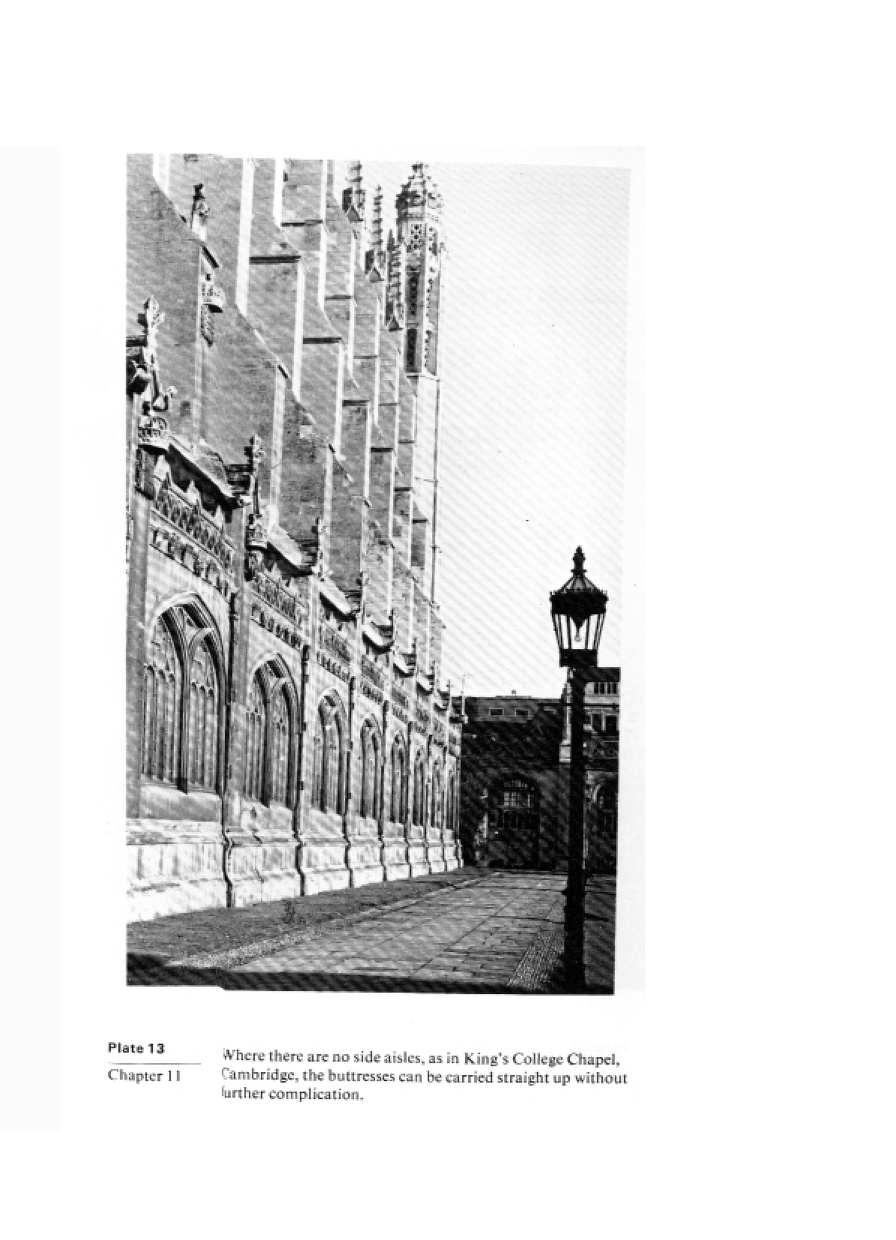 Plate 13
Chapter 11
Where there are no side aisles, as in King's College Chapel,
Cambridge, the buttresses can be carried straight up without
further complication.